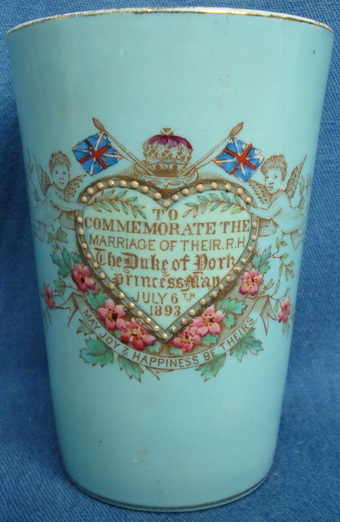 TO
COMMEMORATE THE
MARRIAGE OF THEIR.R.H
The Duke of York
& princess May
JULY 6TH
1893
MAY JOY & HAPPINESS BE THEIRS